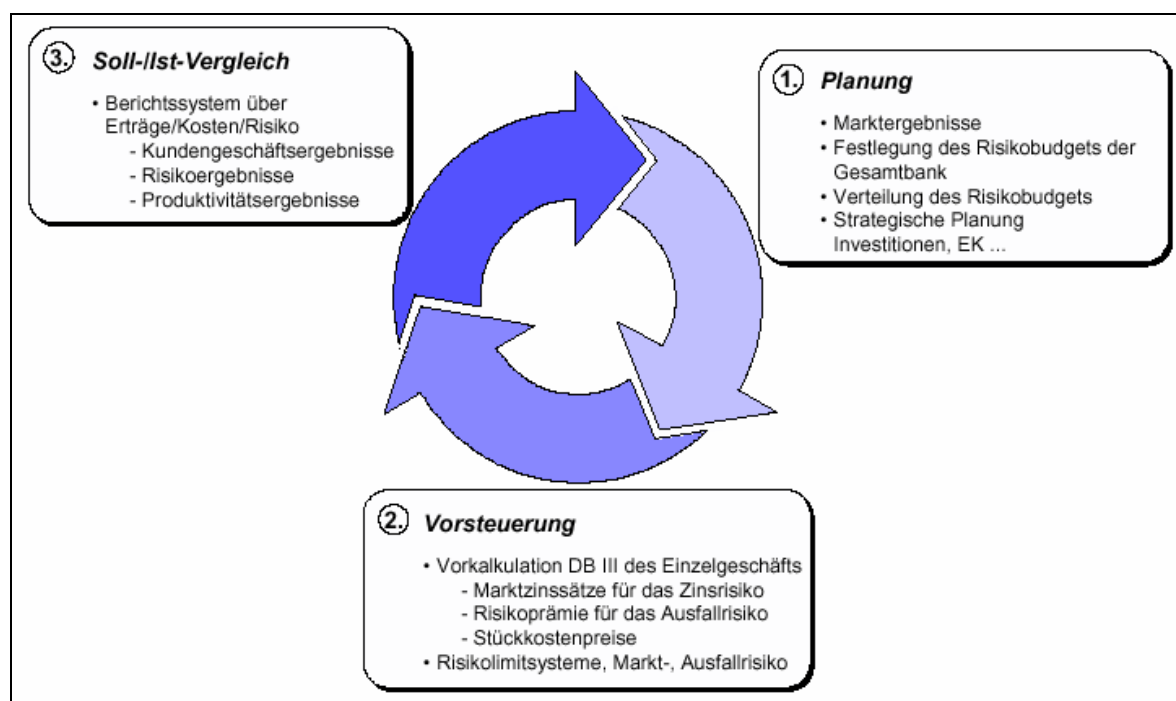 3. Soll-/Ist-Vergleich
• Berichtssystem über
Erträge/Kosten/Risiko
- Kundengeschäftsergebnisse
- Risikoergebnisse
- Produktivitätsergebnisse
1. Planung
• Marktergebnisse
• Festlegung des Risikobudgets der
Gesamtbank
• Verteilung des Risikobudgets
• Strategische Planung
Investitionen, EK ...
2. Vorsteuerung
• Vorkalkulation DB III des Einzelgeschäfts
- Marktzinssätze für das Zinsrisiko
- Risikoprämie für das Ausfallrisiko
- Stückkostenpreise
• Risikolimitsysteme, Markt-, Ausfallrisiko